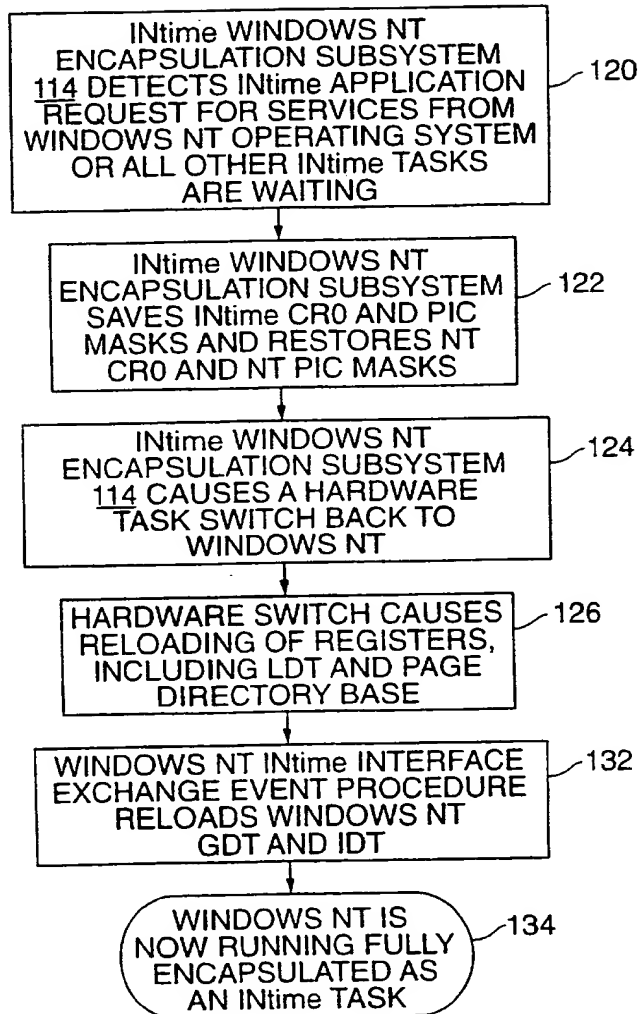 INtime WINDOWS NT
ENCAPSULATION SUBSYSTEM
114 DETECTS INtime APPLICATION
REQUEST FOR SERVICES FROM
WINDOWS NT OPERATING SYSTEM
OR ALL OTHER INtime TASKS
ARE WAITING
120
INtime WINDOWS NT
ENCAPSULATION SUBSYSTEM
SAVES INtime CR0 AND PIC
MASKS AND RESTORES NT
CR0 AND NT PIC MASKS
122
INtime WINDOWS NT
ENCAPSULATION SUBSYSTEM
114 CAUSES A HARDWARE
TASK SWITCH BACK TO
WINDOWS NT
124
HARDWARE SWITCH CAUSES
RELOADING OF REGISTERS,
INCLUDING LDT AND PAGE
DIRECTORY BASE
126
WINDOWS NT INtime INTERFACE
EXCHANGE EVENT PROCEDURE
RELOADS WINDOWS NT
GDT AND IDT
132
WINDOWS NT IS
NOW RUNNING FULLY
ENCAPSULATED AS
AN INtime TASK
134